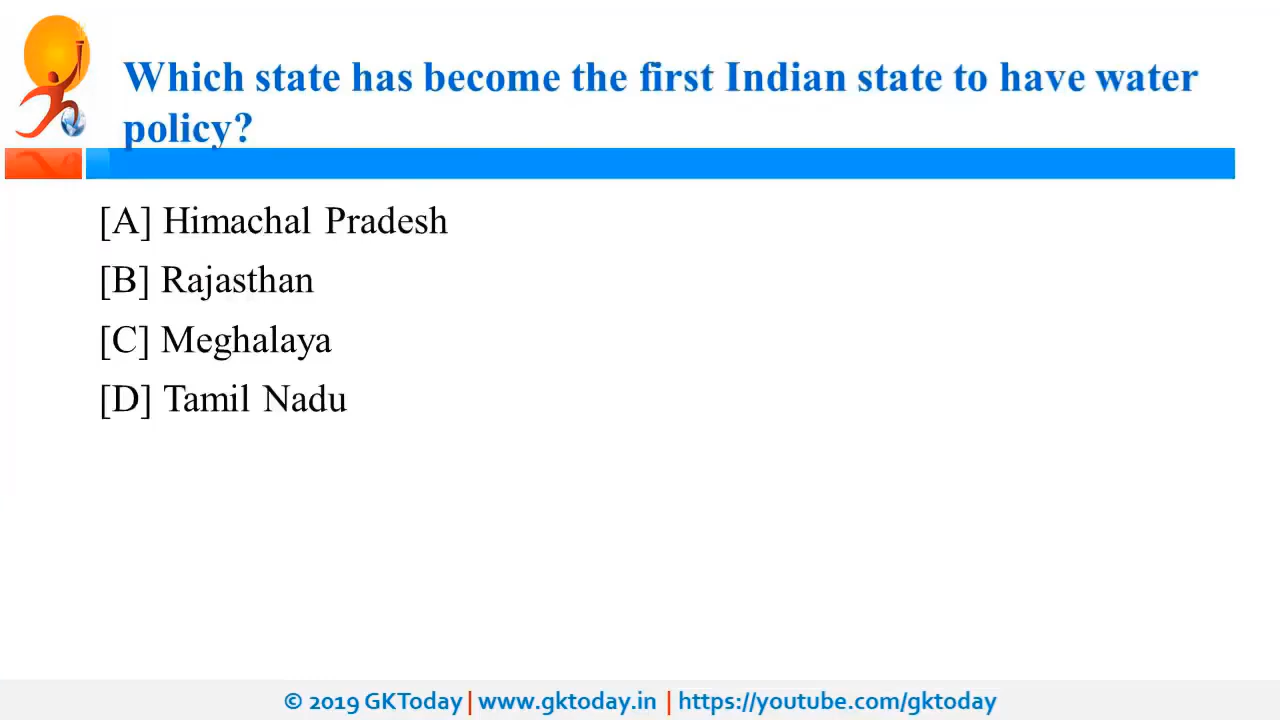 Which state has become the first Indian state to have water
policy?
[A] Himachal Pradesh
[B] Rajasthan
[C] Meghalaya
[D] Tamil Nadu
© 2019 GKToday | www.gktoday.in | https://youtube.com/gktoday